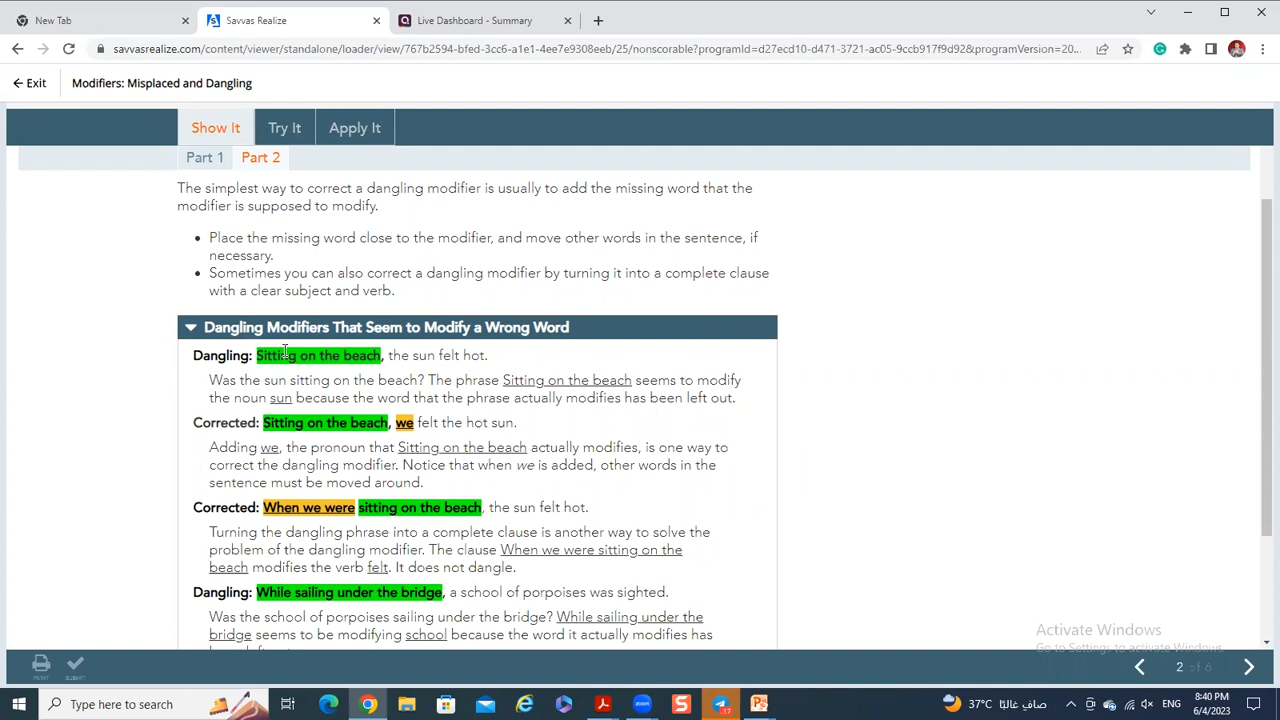 New Tab
Savvas Realize
Live Dashboard - Summary
savvasrealize.com/content/viewer/standalone/loader/view/767b2594-bfed-3cc6-a1e1-4ee7e9308eeb/25/nonscorable?programId=d27ecd10-d471-3721-ac05-9ccb917f9d92&programVersion=20...
Exit
Modifiers: Misplaced and Dangling
Show It
Try It
Apply It
Part 1
Part 2
The simplest way to correct a dangling modifier is usually to add the missing word that the
modifier is supposed to modify.
• Place the missing word close to the modifier, and move other words in the sentence, if
necessary.
• Sometimes you can also correct a dangling modifier by turning it into a complete clause
with a clear subject and verb.
Dangling Modifiers That Seem to Modify a Wrong Word
Dangling: Sitting on the beach, the sun felt hot.
Was the sun sitting on the beach? The phrase Sitting on the beach seems to modify
the noun sun because the word that the phrase actually modifies has been left out.
Corrected: Sitting on the beach, we felt the hot sun.
Adding we, the pronoun that Sitting on the beach actually modifies, is one way to
correct the dangling modifier. Notice that when we is added, other words in the
sentence must be moved around.
Corrected: When we were sitting on the beach, the sun felt hot.
Turning the dangling phrase into a complete clause is another way to solve the
problem of the dangling modifier. The clause When we were sitting on the
beach modifies the verb felt. It does not dangle.
Dangling: While sailing under the bridge, a school of porpoises was sighted.
Was the school of porpoises sailing under the bridge? While sailing under the
bridge seems to be modifying school because the word it actually modifies has
Activate Windows
Go to Settings to activate Windows.
PRINT
SUBMIT
2 of 6
Type here to search
zoom
37°C صافٍ غالبًا
ENG
8:40 PM
6/4/2023